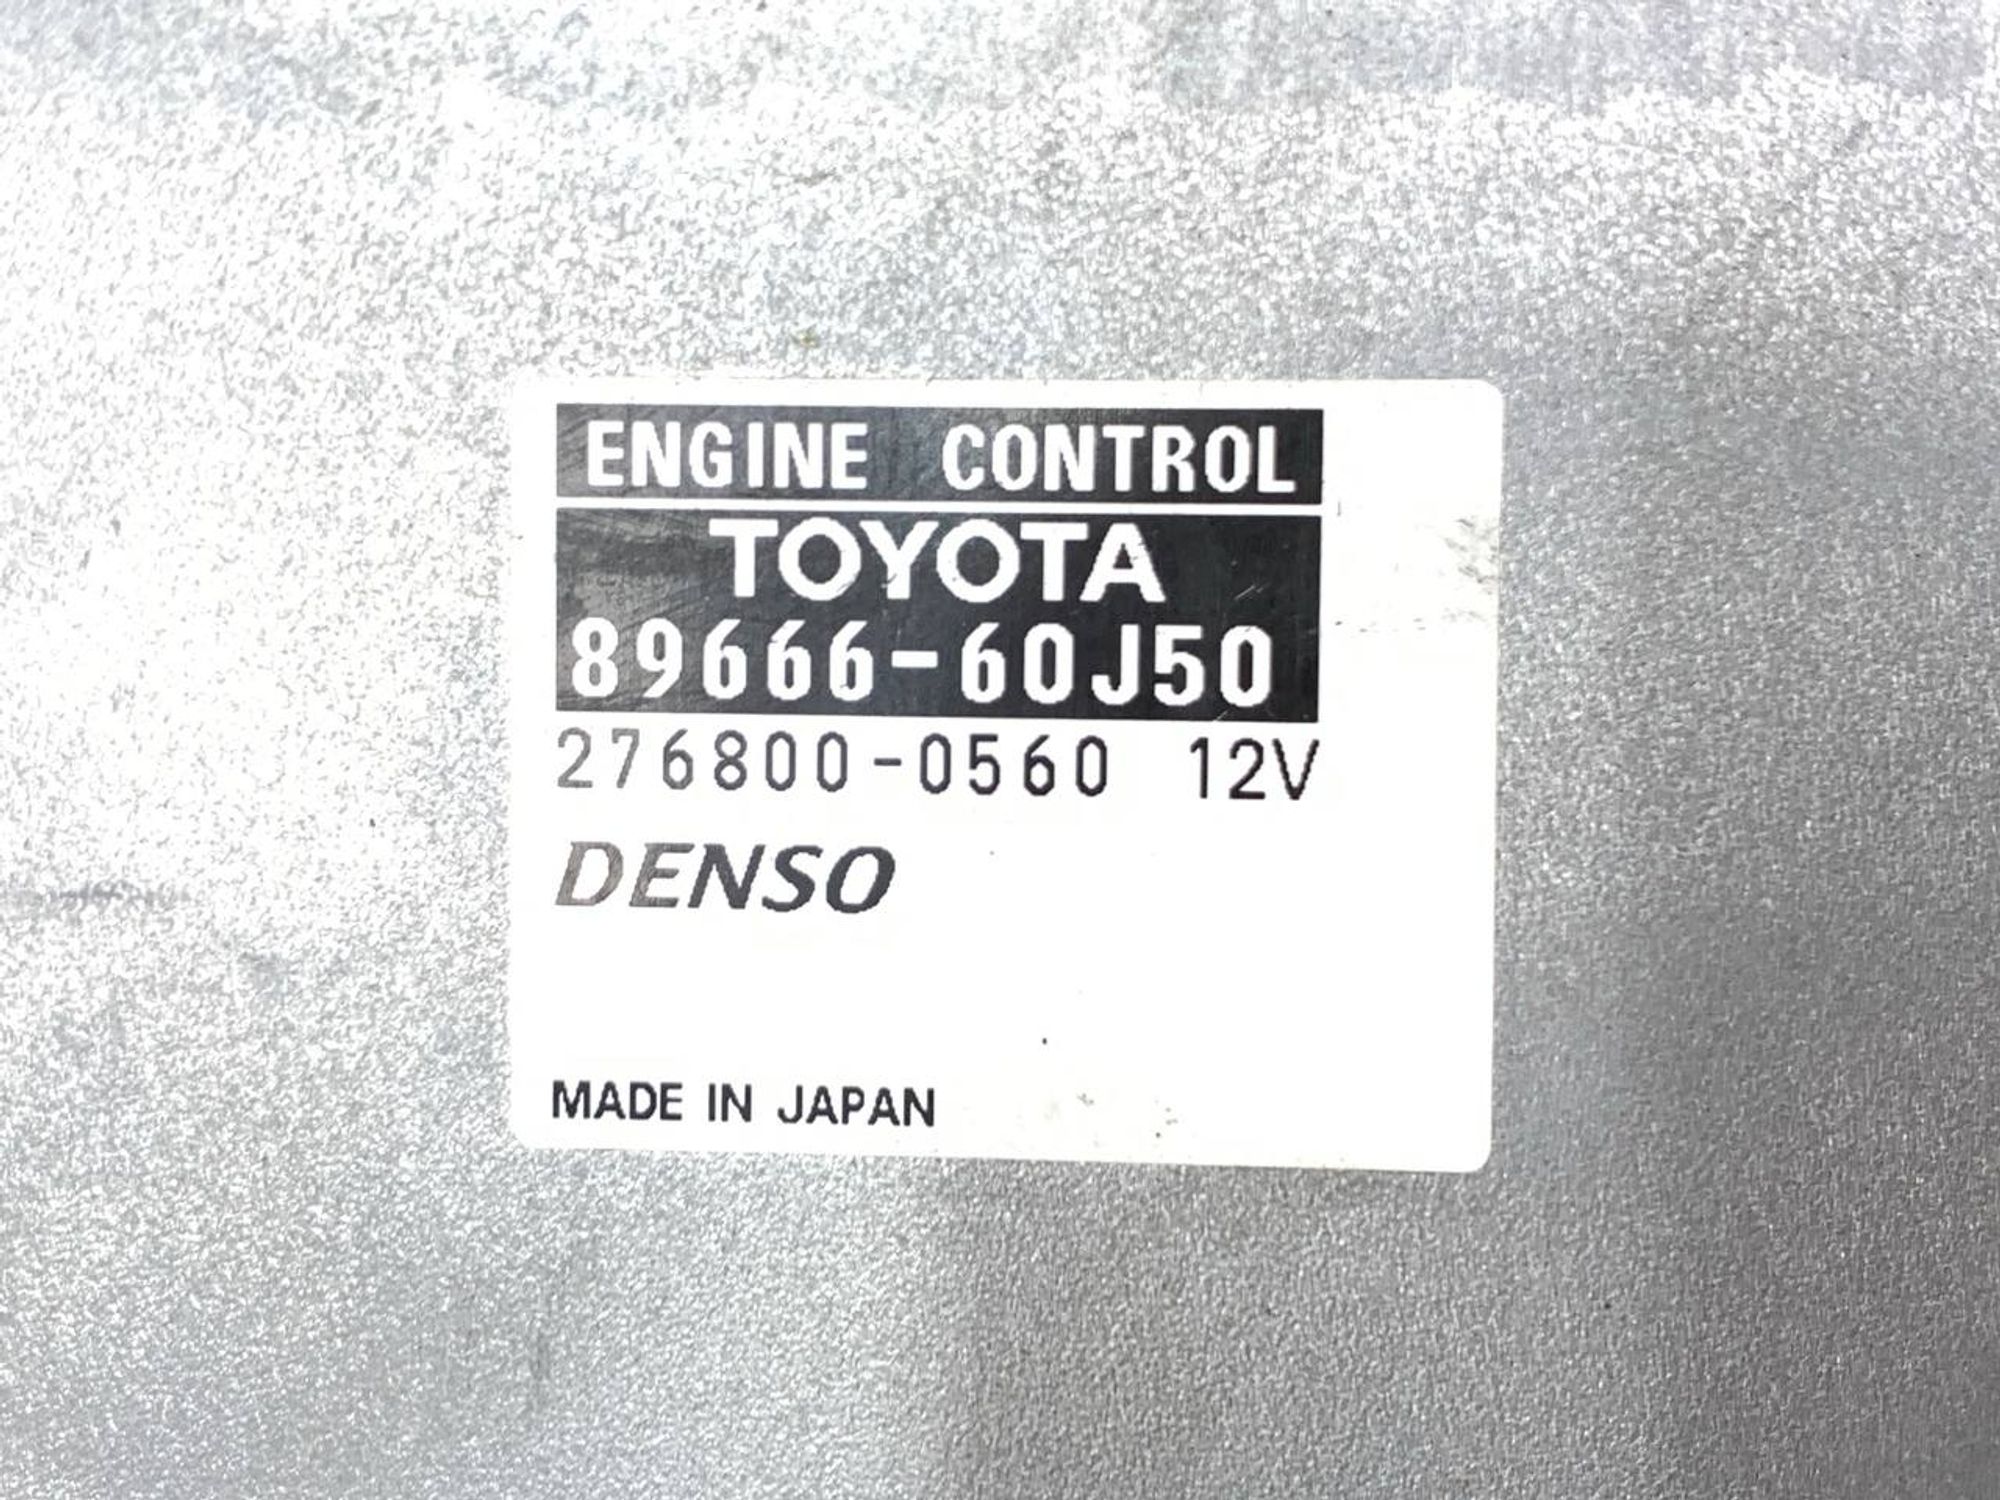 ENGINE CONTROL
TOYOTA
89666-60J50
276800-0560 12V
DENSO
MADE IN JAPAN